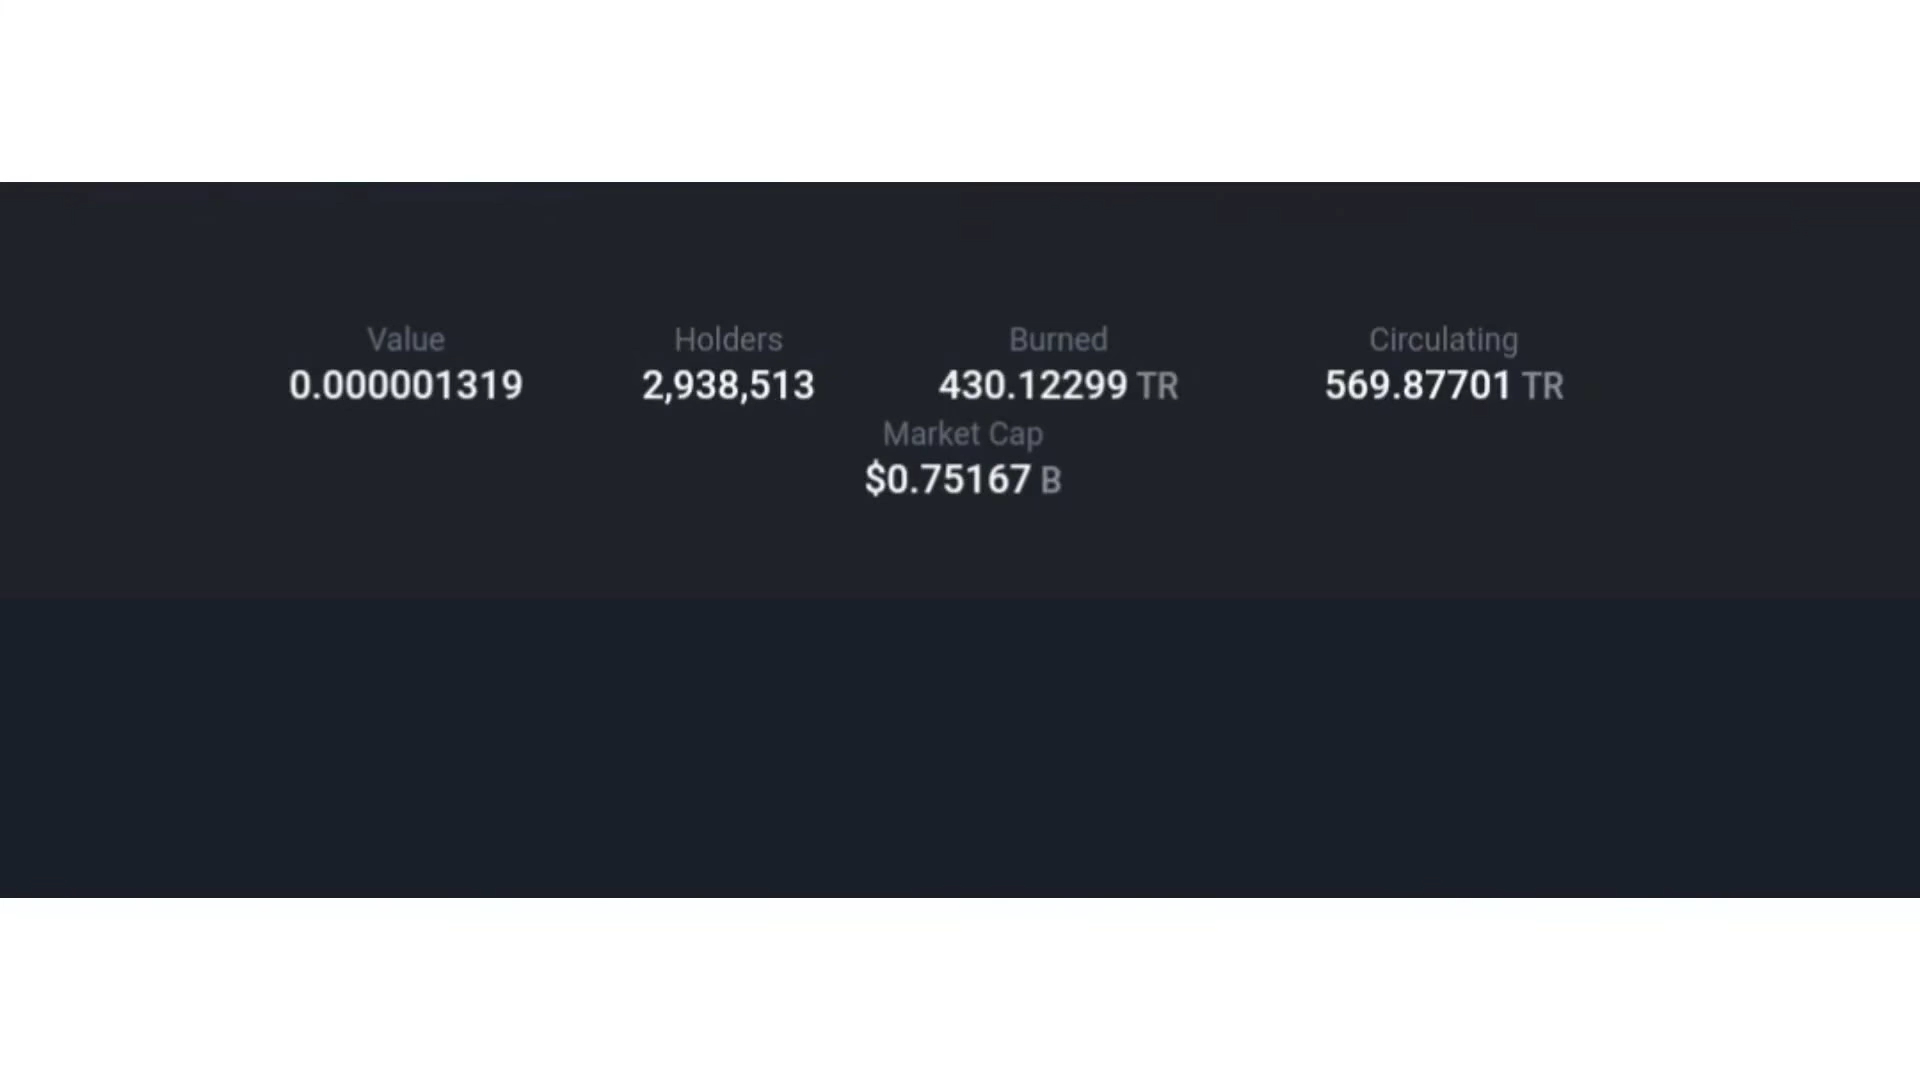 Value Holders Burned Circulating
0.000001319 2,938,513 430.12299 TR 569.87701 TR
Market Cap
$0.75167 B